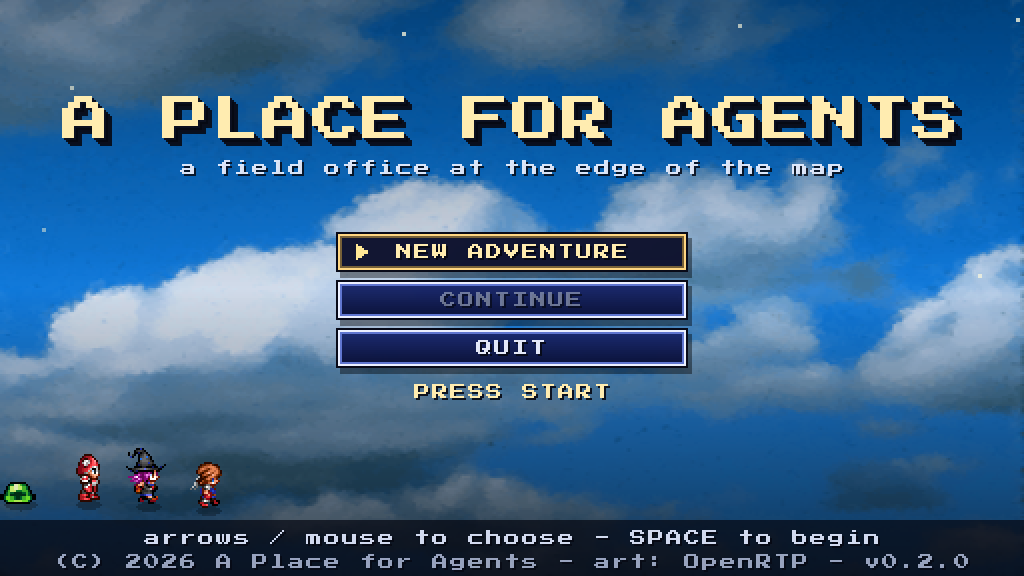 A PLACE FOR AGENTS
a field office at the edge of the map
NEW ADVENTURE
CONTINUE
QUIT
PRESS START
arrows / mouse to choose - SPACE to begin
(C) 2026 A Place for Agents - art: OpenRTP - v0.2.0